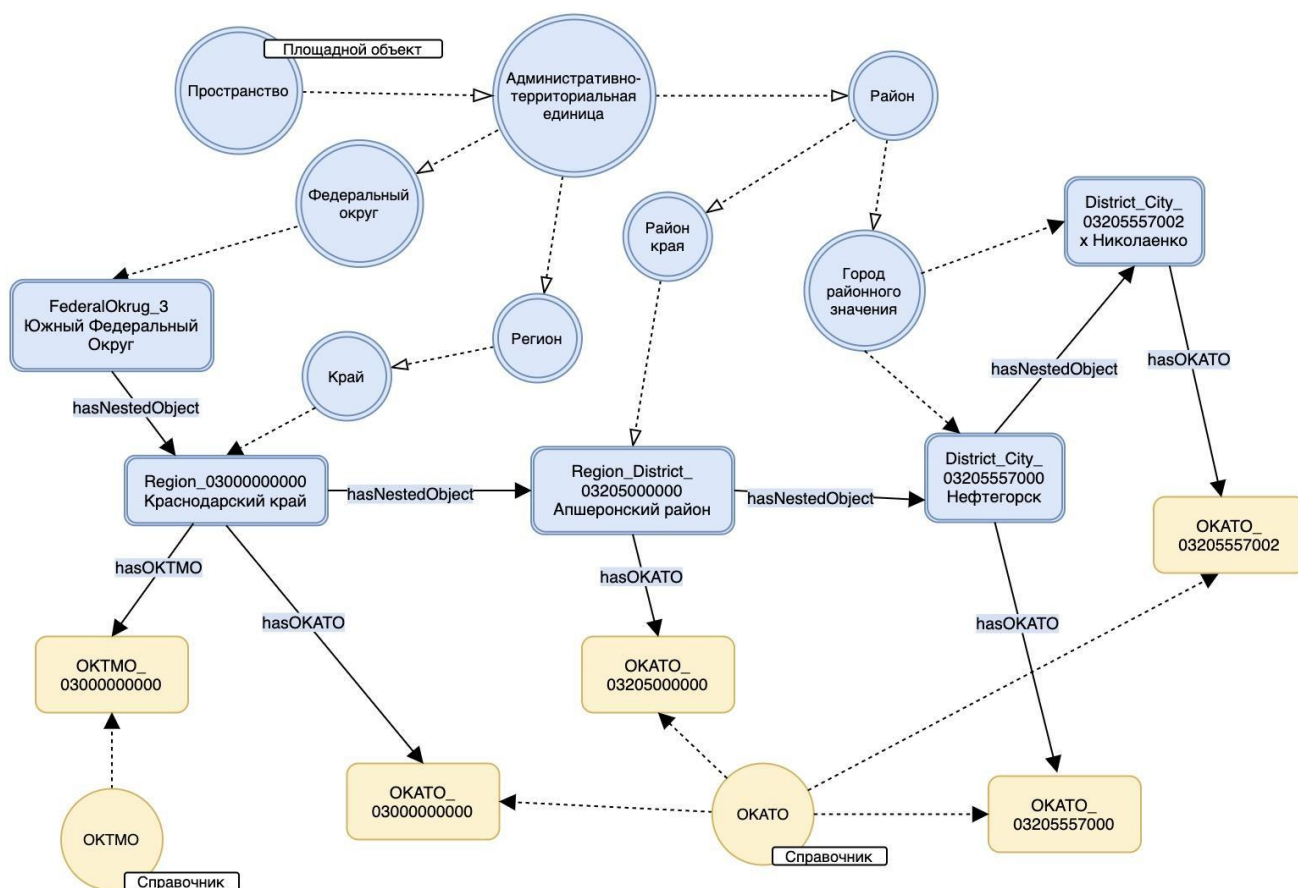 Площадной объект
Пространство
Административно-
территориальная
единица
Район
Федеральный
округ
Район
края
District_City_
03205557002
х Николаенко
Город
районного
значения
FederalOkrug_3
Южный Федеральный
Округ
Регион
Край
hasNestedObject
hasOKATO
hasNestedObject
Region_03000000000
Краснодарский край
hasNestedObject
Region_District_
03205000000
Апшеронский район
hasNestedObject
District_City_
03205557000
Нефтегорск
OKATO_
03205557002
hasOKTMO
hasOKATO
hasOKATO
hasOKATO
OKTMO_
03000000000
OKATO_
03205000000
OKATO_
03000000000
ОКАТО
OKATO_
03205557000
ОКТМО
Справочник
Справочник